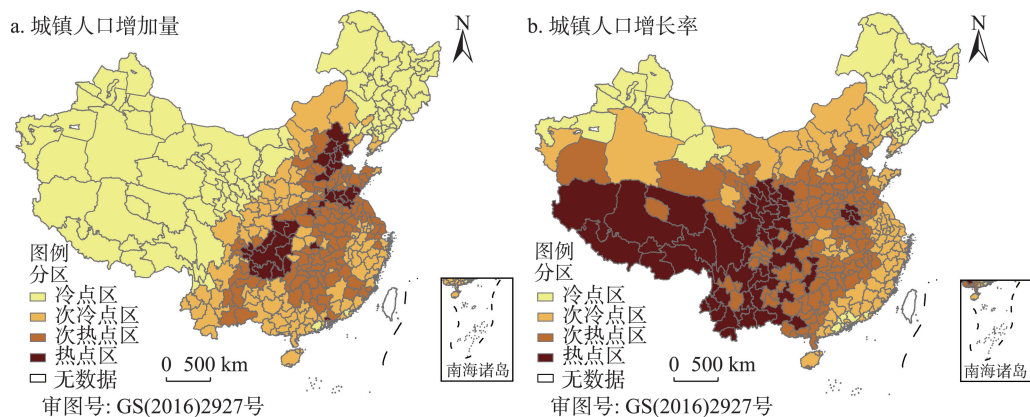 a. 城镇人口增加量
N
图例
分区
冷点区
次冷点区
次热点区
热点区
无数据
0 500 km
南海诸岛
审图号: GS(2016)2927号
b. 城镇人口增长率
N
图例
分区
冷点区
次冷点区
次热点区
热点区
无数据
0 500 km
南海诸岛
审图号: GS(2016)2927号